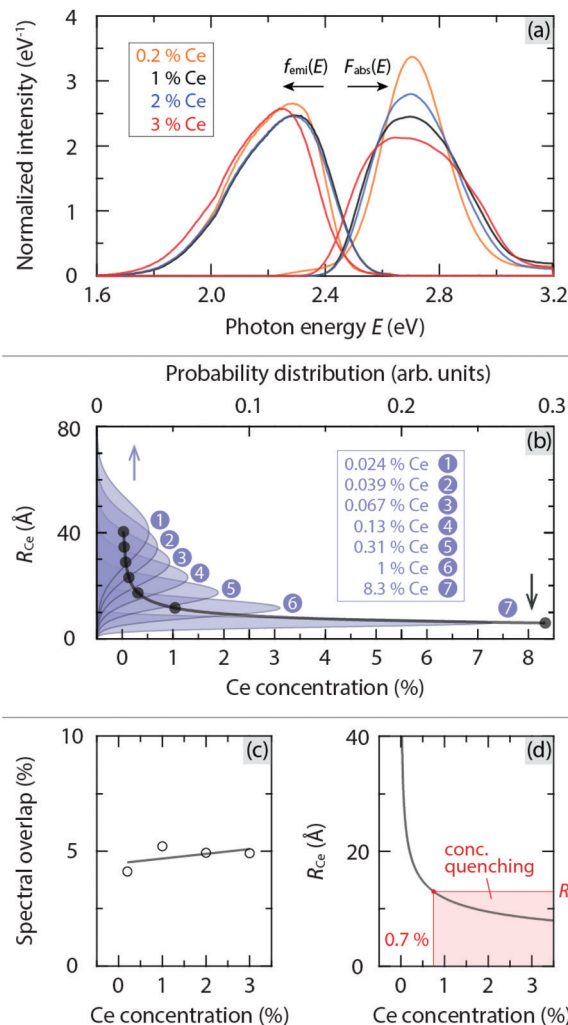 (a)
Normalized intensity (eV⁻¹)
4
3
2
1
0
0.2 % Ce
1 % Ce
2 % Ce
3 % Ce
f_emi(E)
F_abs(E)
1.6 2.0 2.4 2.8 3.2
Photon energy E (eV)
Probability distribution (arb. units)
0 0.1 0.2 0.3
(b)
R_Ce (Å)
80
40
0
1
2
3
4
5
6
7
0.024 % Ce 1
0.039 % Ce 2
0.067 % Ce 3
0.13 % Ce 4
0.31 % Ce 5
1 % Ce 6
8.3 % Ce 7
0 1 2 3 4 5 6 7 8
Ce concentration (%)
(c)
Spectral overlap (%)
10
5
0
0 1 2 3
Ce concentration (%)
(d)
R_Ce (Å)
40
20
0
conc.
quenching
R
0.7 %
0 1 2 3
Ce concentration (%)